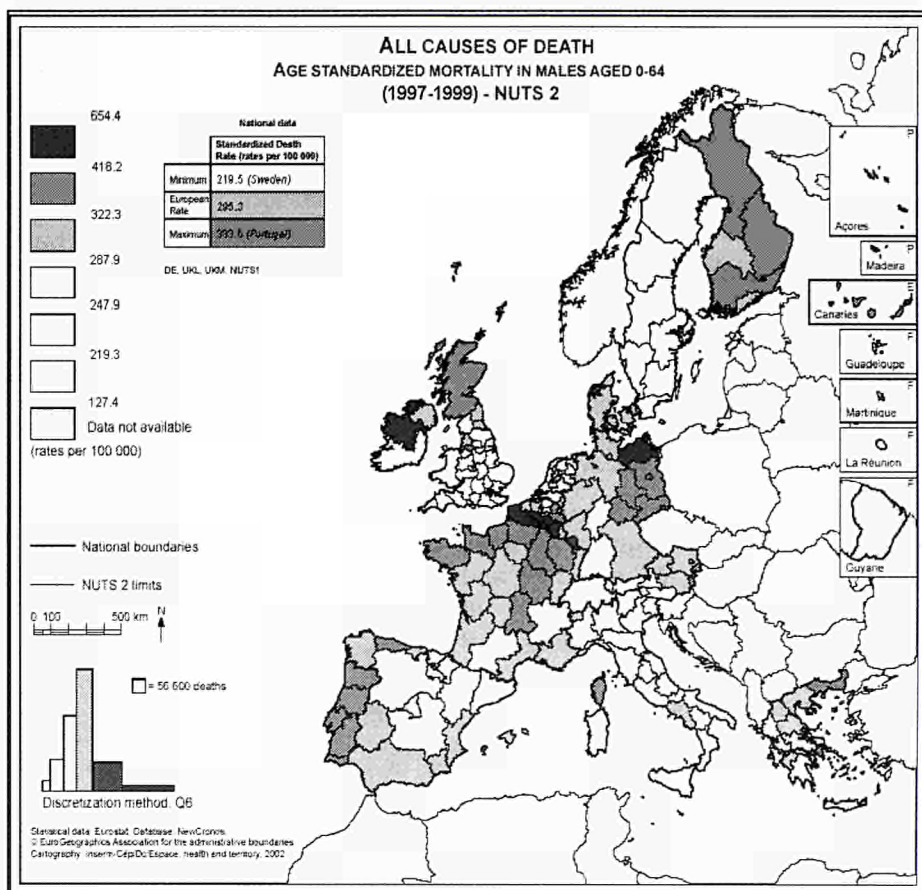 ALL CAUSES OF DEATH
AGE STANDARDIZED MORTALITY IN MALES AGED 0-64
(1997-1999) - NUTS 2
654.4
418.2
322.3
287.9
247.9
219.3
127.4
Data not available
(rates per 100 000)
National data
Standardized Death
Rate (rates per 100 000)
Minimum 219.5 (Sweden)
European
Rate 295.3
Maximum (Portugal)
DE, UKL, UKM: NUTS1
P
Açores
P
Madeira
E
Canaries
F
Guadeloupe
F
Martinique
F
La Réunion
F
Guyane
National boundaries
NUTS 2 limits
0 100 500 km N
= 56 600 deaths
Discretization method: Q6
Statistical data: Eurostat. Database: NewCronos
© EuroGeographics Association for the administrative boundaries
Cartography: Inserm-CépiDc/Espace, health and territory, 2002